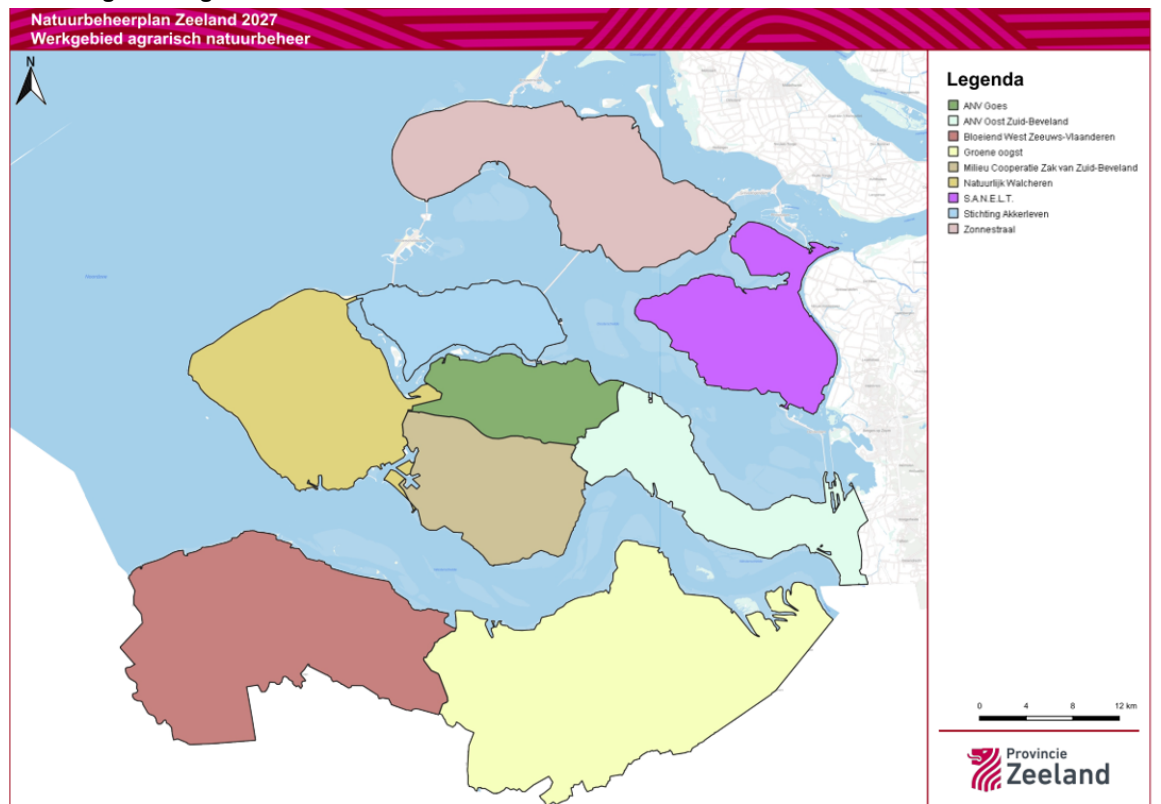 Natuurbeheerplan Zeeland 2027
Werkgebied agrarisch natuurbeheer
N
Legenda
ANV Goes
ANV Oost Zuid-Beveland
Bloeiend West Zeeuws-Vlaanderen
Groene oogst
Milieu Cooperatie Zak van Zuid-Beveland
Natuurlijk Walcheren
S.A.N.E.L.T.
Stichting Akkerleven
Zonnestraal
0 4 8 12 km
Provincie
Zeeland